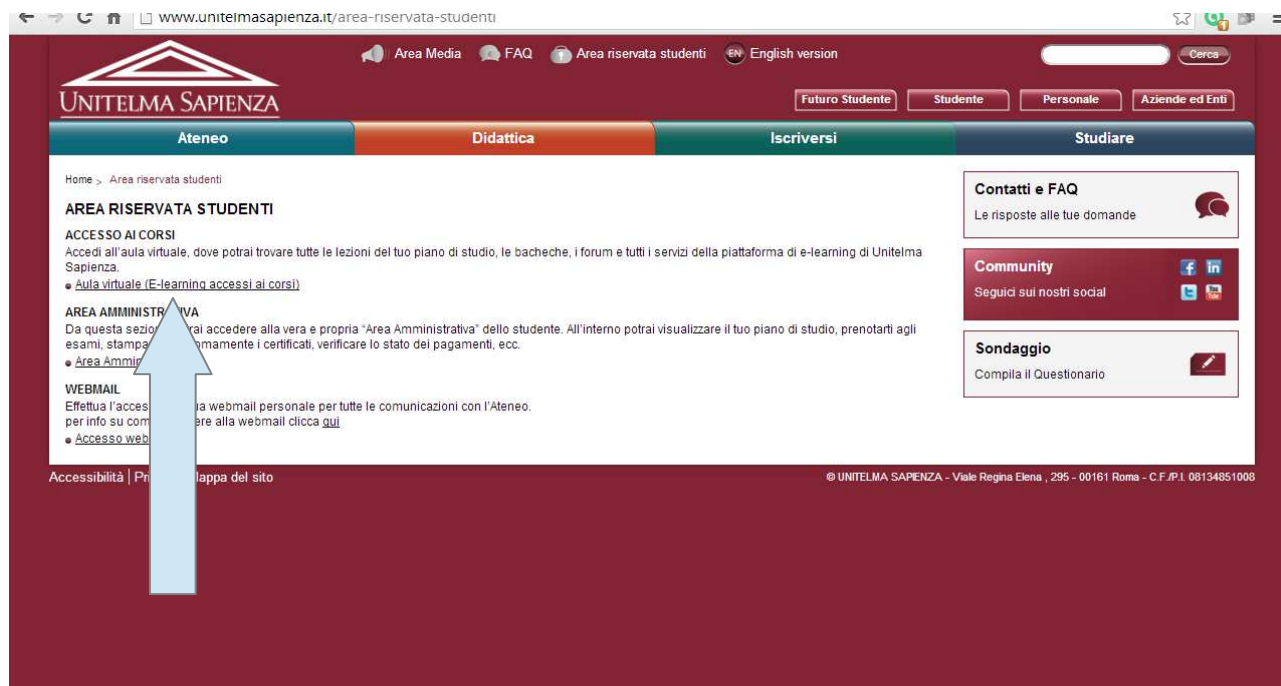 www.unitelmasapienza.it/area-riservata-studenti
Area Media FAQ Area riservata studenti EN English version Cerca
UNITELMA SAPIENZA
Futuro Studente Studente Personale Aziende ed Enti
Ateneo Didattica Iscriversi Studiare
Home > Area riservata studenti
AREA RISERVATA STUDENTI
ACCESSO AI CORSI
Accedi all'aula virtuale, dove potrai trovare tutte le lezioni del tuo piano di studio, le bacheche, i forum e tutti i servizi della piattaforma di e-learning di Unitelma
Sapienza.
Aula virtuale (E-learning accessi ai corsi)
AREA AMMINISTR VA
Da questa sezio rai accedere alla vera e propria "Area Amministrativa" dello studente. All'interno potrai visualizzare il tuo piano di studio, prenotarti agli
esami, stampa omamente i certificati, verificare lo stato dei pagamenti, ecc.
Area Ammin
WEBMAIL
Effettua l'acces ua webmail personale per tutte le comunicazioni con l'Ateneo.
per info su com ere alla webmail clicca qui
Accesso web
Contatti e FAQ
Le risposte alle tue domande
Community
Seguici sui nostri social
Sondaggio
Compila il Questionario
Accessibilità | Pri appa del sito
© UNITELMA SAPIENZA - Viale Regina Elena , 295 - 00161 Roma - C.F./P.I. 08134851008